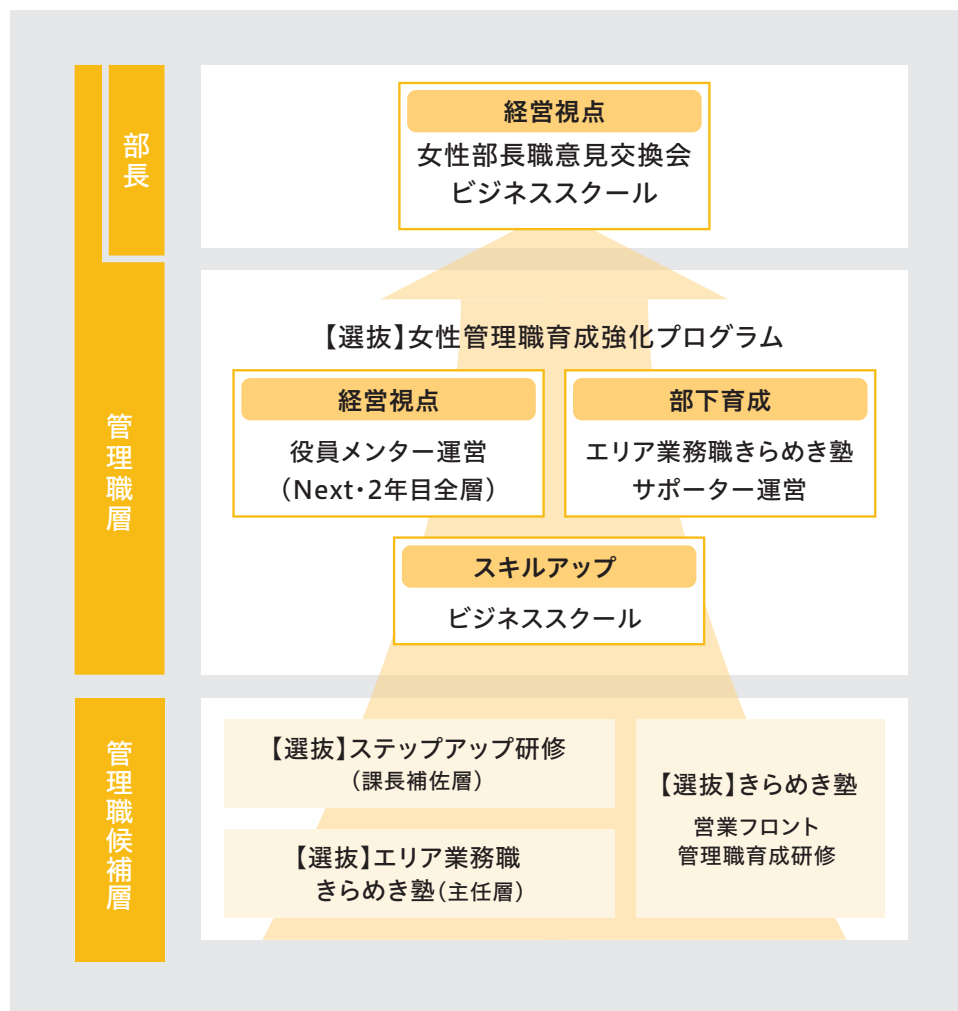 部長
経営視点
女性部長職意見交換会
ビジネススクール
管理職層
【選抜】女性管理職育成強化プログラム
経営視点
役員メンター運営
（Next・2年目全層）
部下育成
エリア業務職きらめき塾
サポーター運営
スキルアップ
ビジネススクール
管理職候補層
【選抜】ステップアップ研修
（課長補佐層）
【選抜】エリア業務職
きらめき塾（主任層）
【選抜】きらめき塾
営業フロント
管理職育成研修